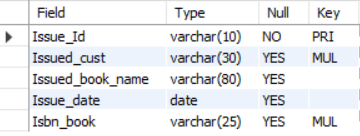 Field Type Null Key
Issue_Id varchar(10) NO PRI
Issued_cust varchar(30) YES MUL
Issued_book_name varchar(80) YES
Issue_date date YES
Isbn_book varchar(25) YES MUL